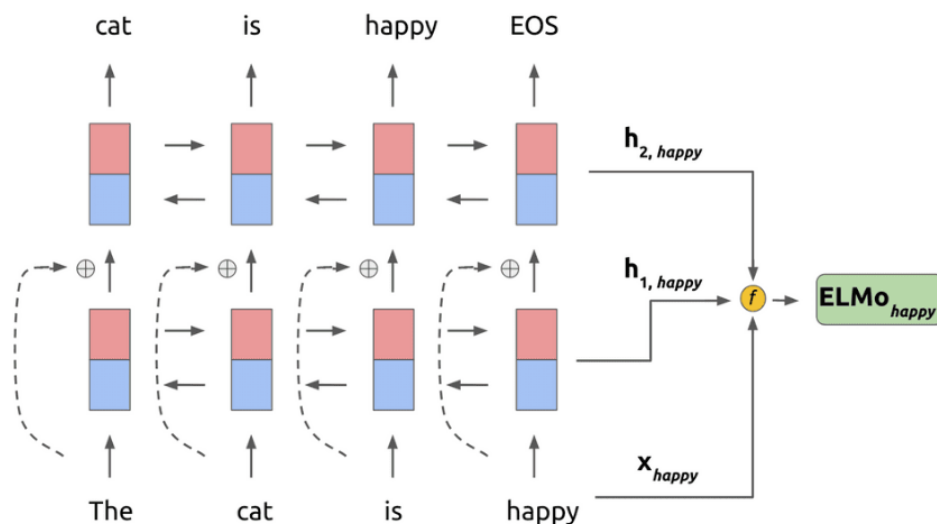 cat is happy EOS
h2, happy
h1, happy
f
ELMohappy
xhappy
The cat is happy